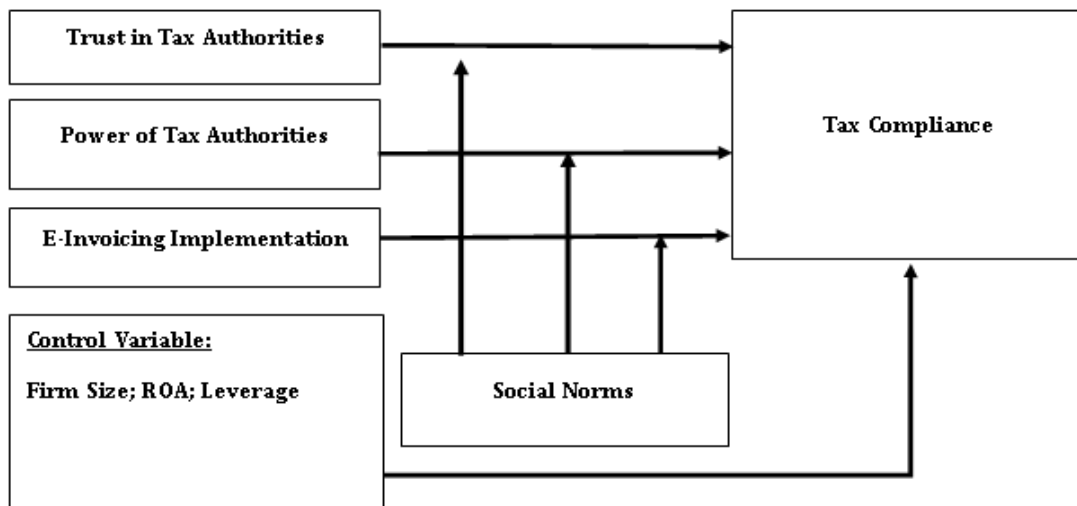 Trust in Tax Authorities
Power of Tax Authorities
Tax Compliance
E-Invoicing Implementation
Control Variable:
Firm Size; ROA; Leverage
Social Norms